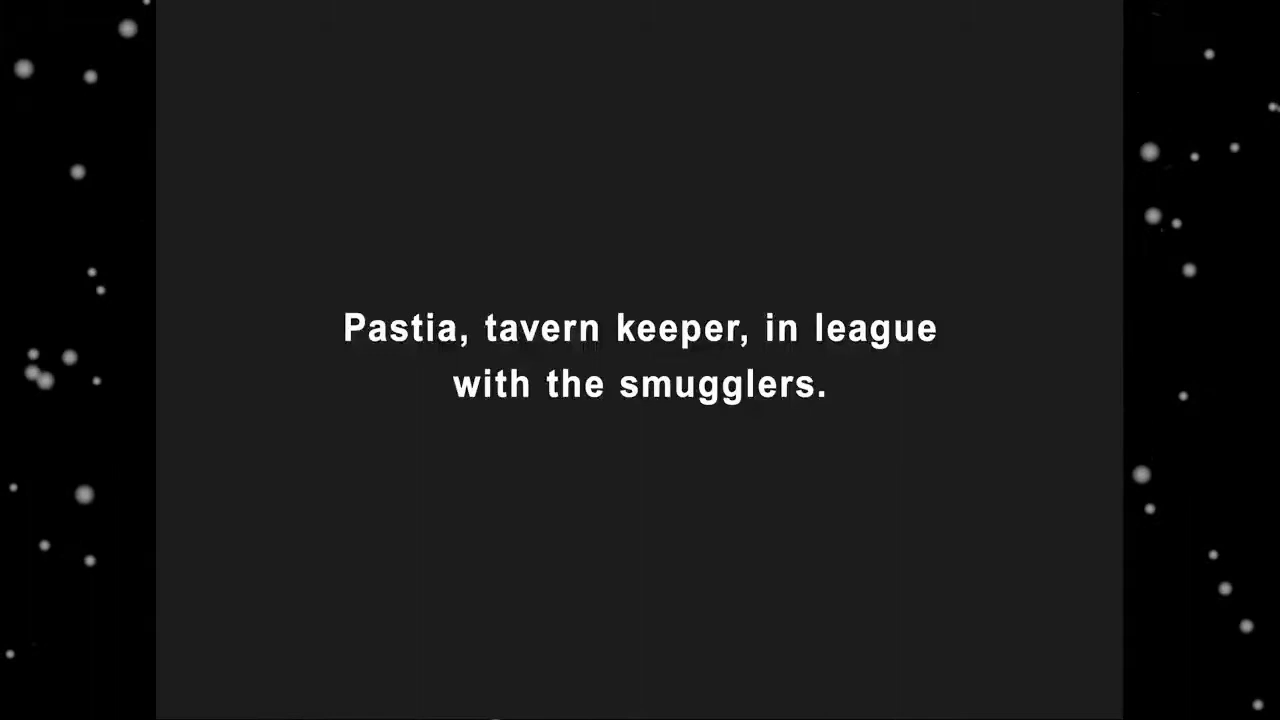 Pastia, tavern keeper, in league
with the smugglers.